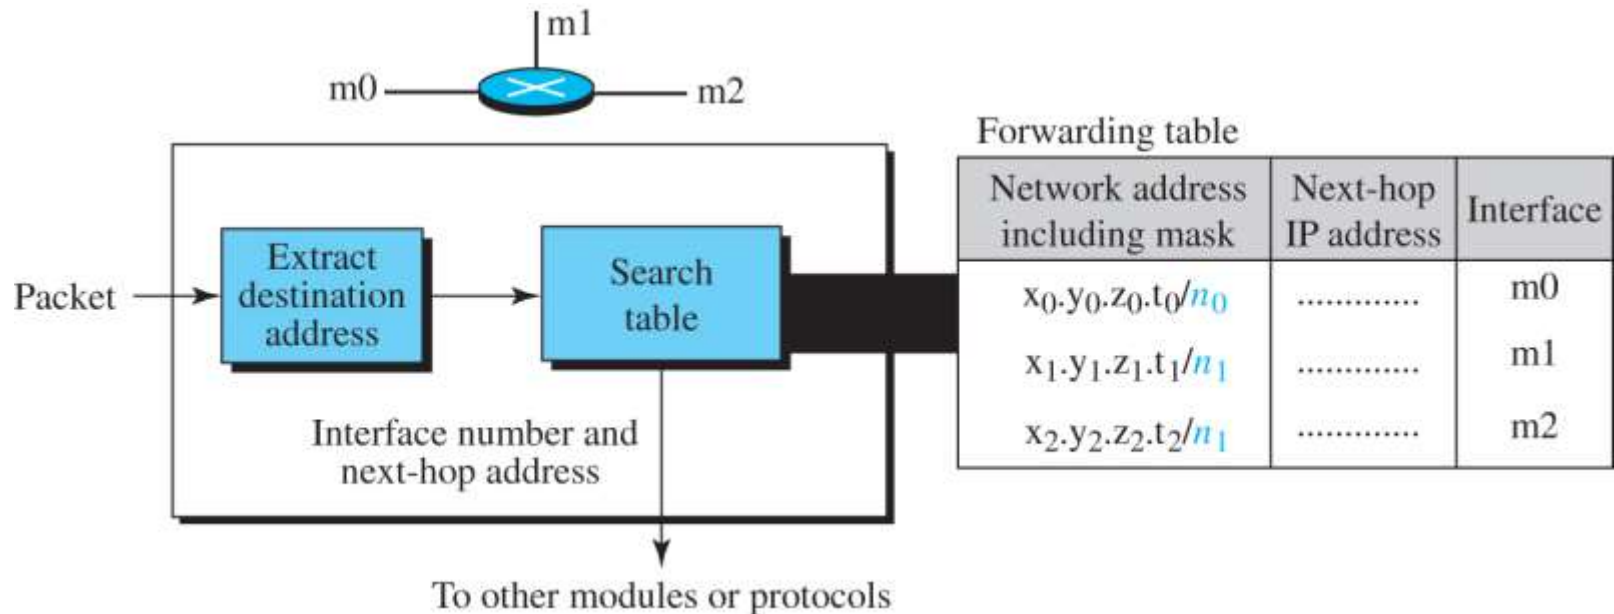 m1
m0
m2
Forwarding table
Network address including mask
Next-hop IP address
Interface
Packet
Extract
destination
address
Search
table
x₀.y₀.z₀.t₀/n₀ ............. m0
x₁.y₁.z₁.t₁/n₁ ............. m1
x₂.y₂.z₂.t₂/n₁ ............. m2
Interface number and
next-hop address
To other modules or protocols